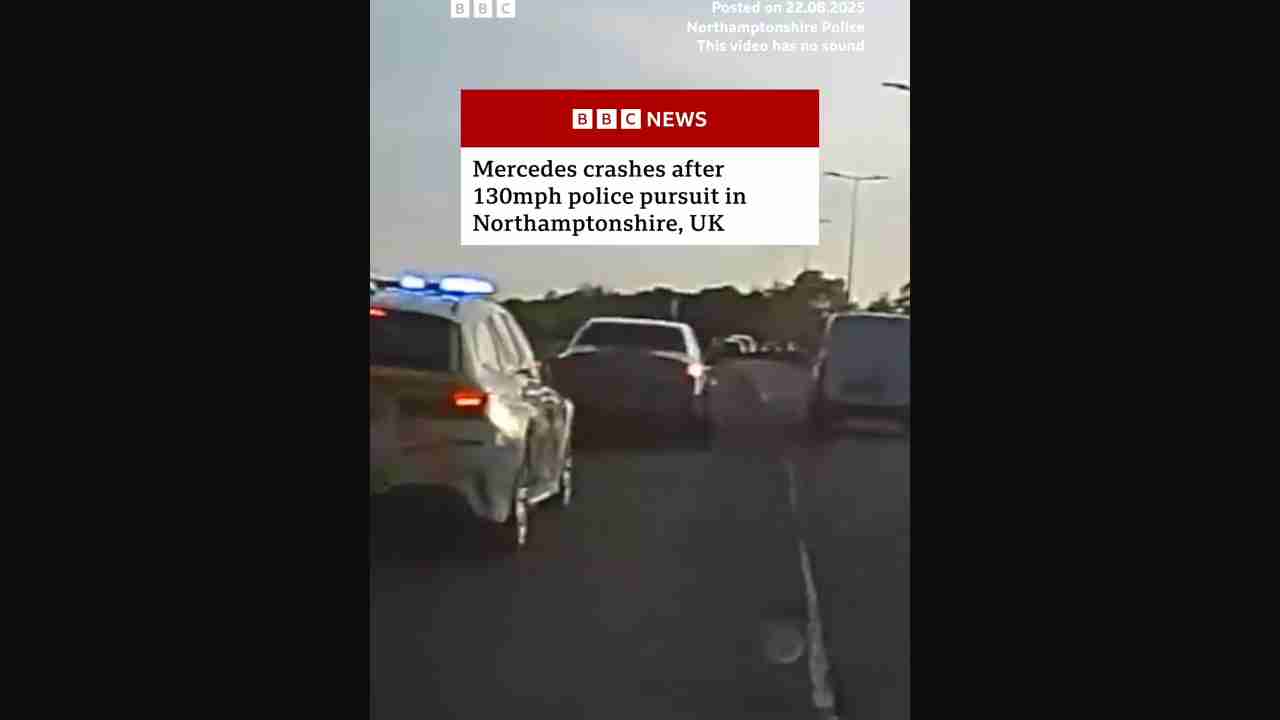 BBC
Posted on 22.08.2025
Northamptonshire Police
This video has no sound
BBC NEWS
Mercedes crashes after
130mph police pursuit in
Northamptonshire, UK